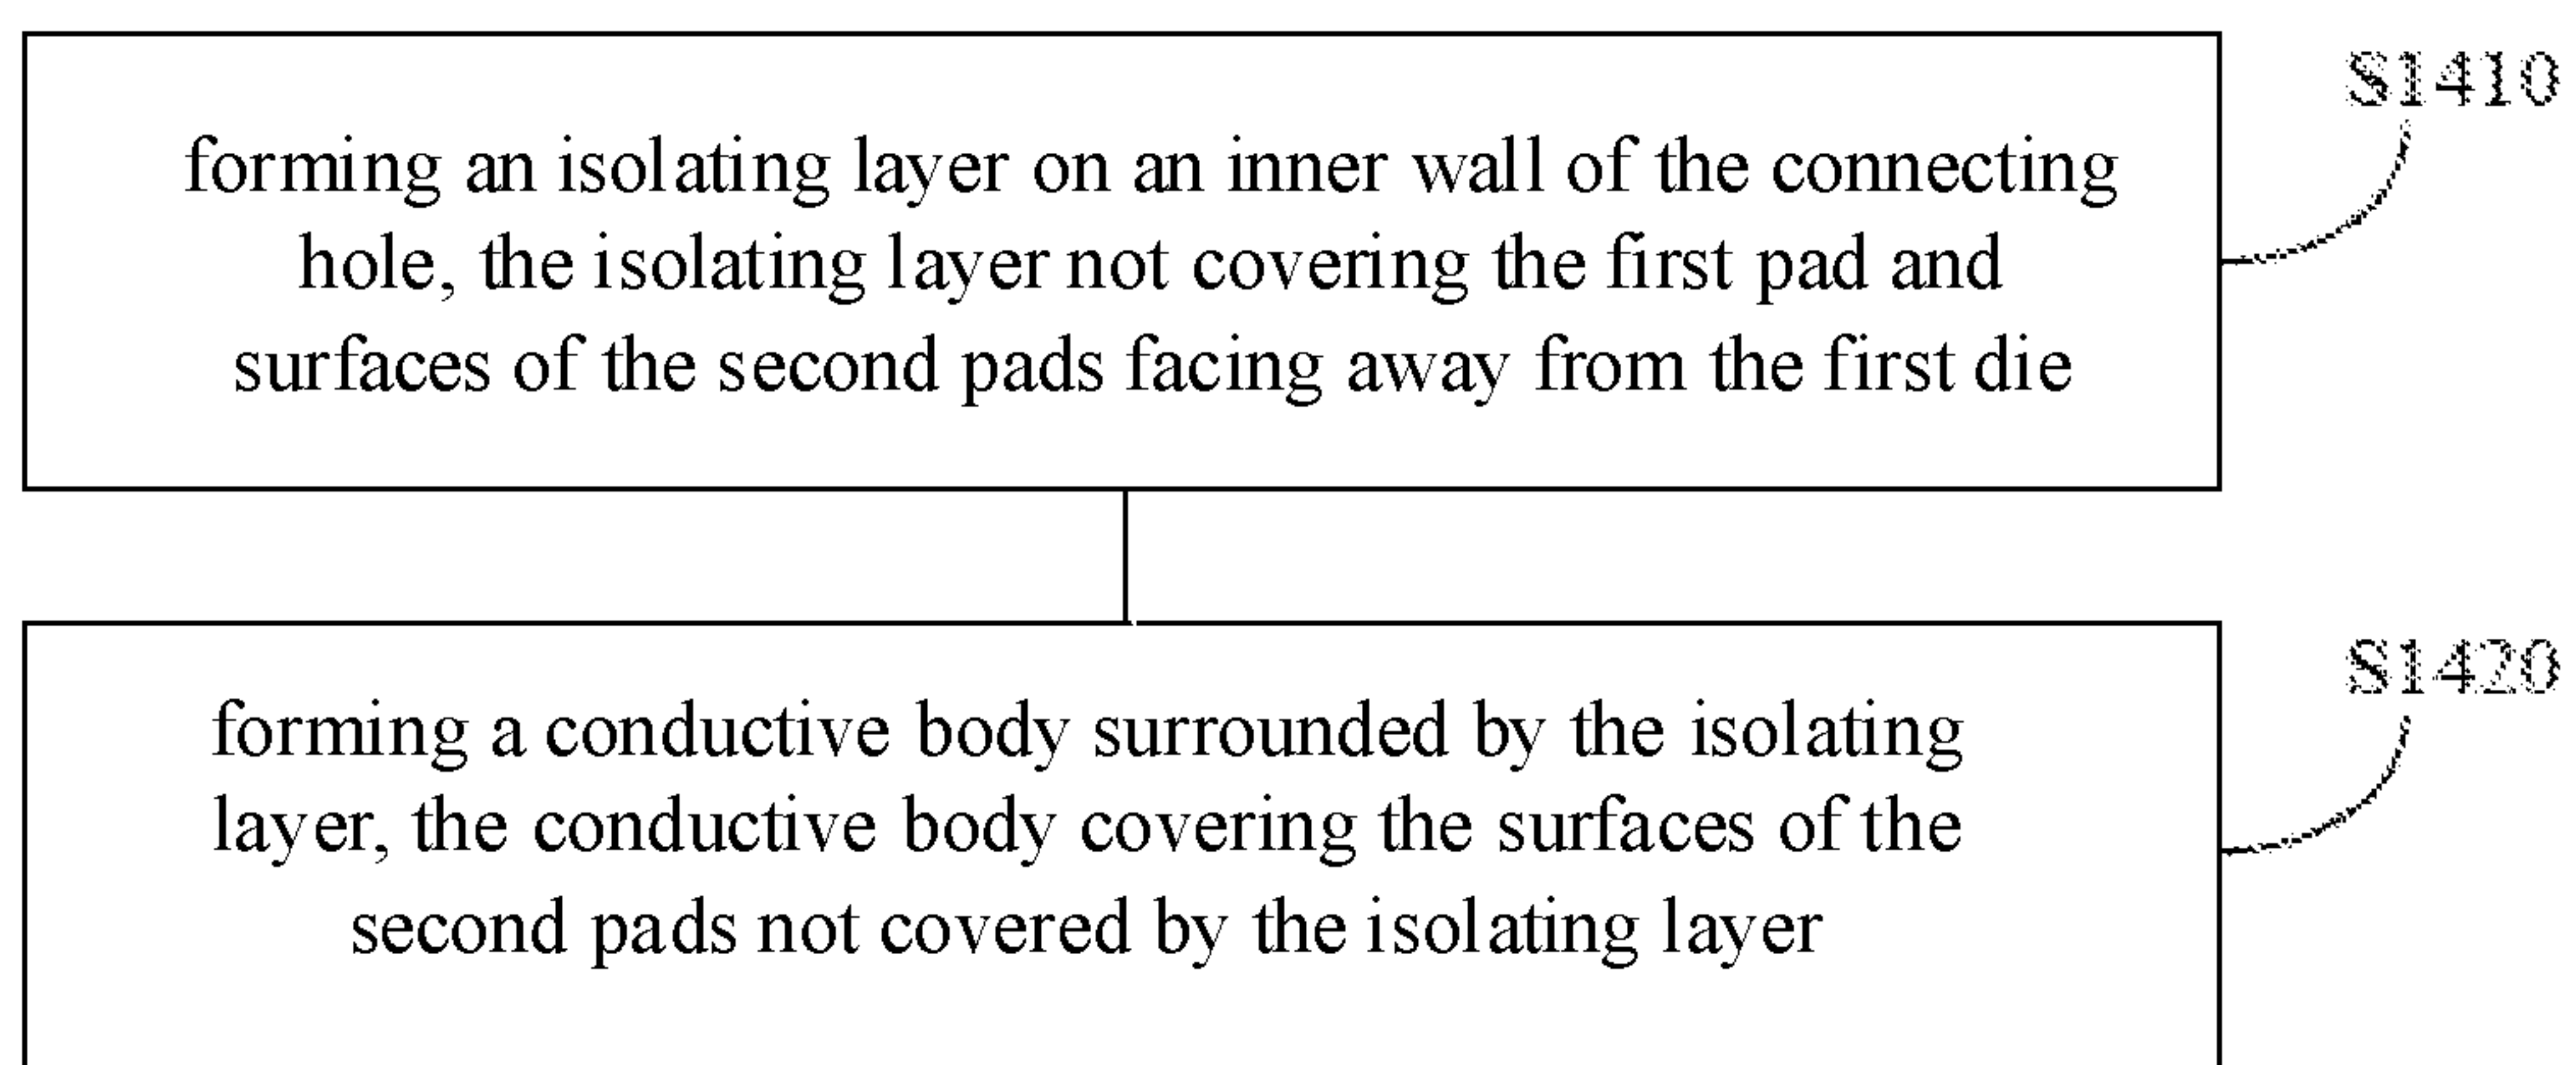 S1410
forming an isolating layer on an inner wall of the connecting
hole, the isolating layer not covering the first pad and
surfaces of the second pads facing away from the first die
S1420
forming a conductive body surrounded by the isolating
layer, the conductive body covering the surfaces of the
second pads not covered by the isolating layer